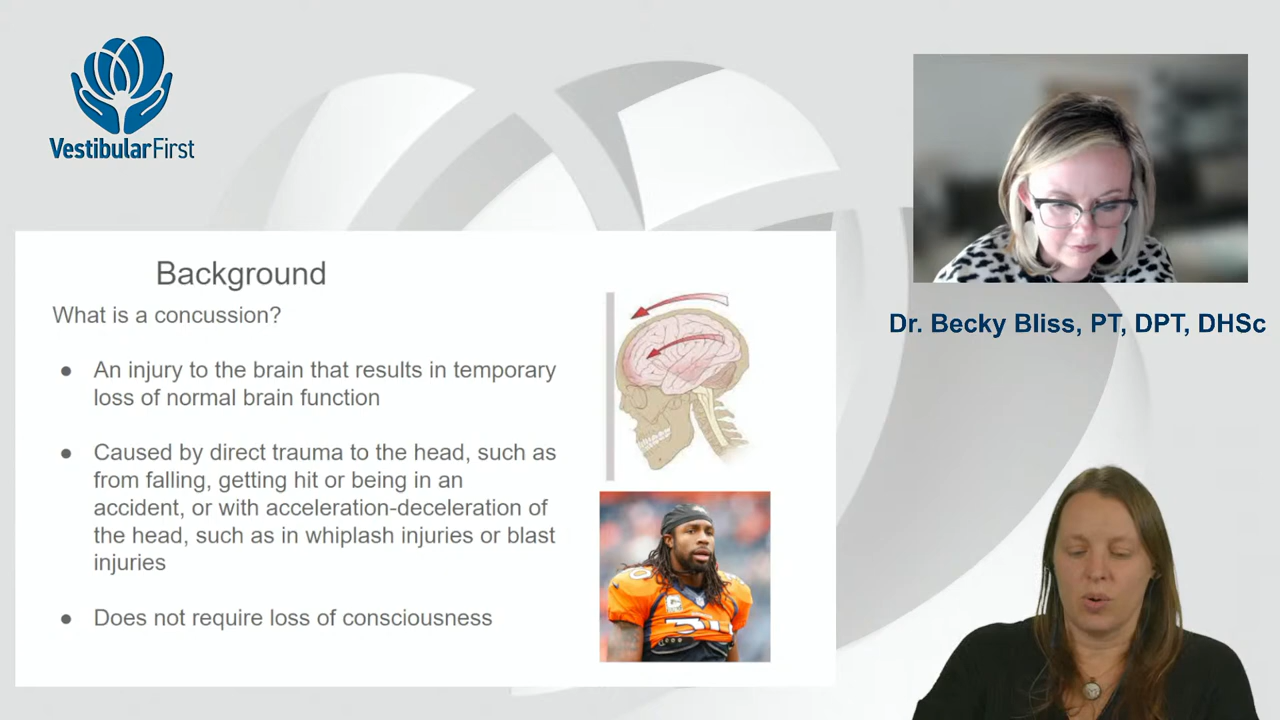 VestibularFirst
Dr. Becky Bliss, PT, DPT, DHSc
Background
What is a concussion?
● An injury to the brain that results in temporary
loss of normal brain function
● Caused by direct trauma to the head, such as
from falling, getting hit or being in an
accident, or with acceleration-deceleration of
the head, such as in whiplash injuries or blast
injuries
● Does not require loss of consciousness